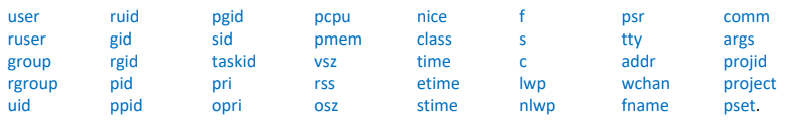 user ruid pgid pcpu nice f psr comm
ruser gid sid pmem class s tty args
group rgid taskid vsz time c addr projid
rgroup pid pri rss etime lwp wchan project
uid ppid opri osz stime nlwp fname pset.